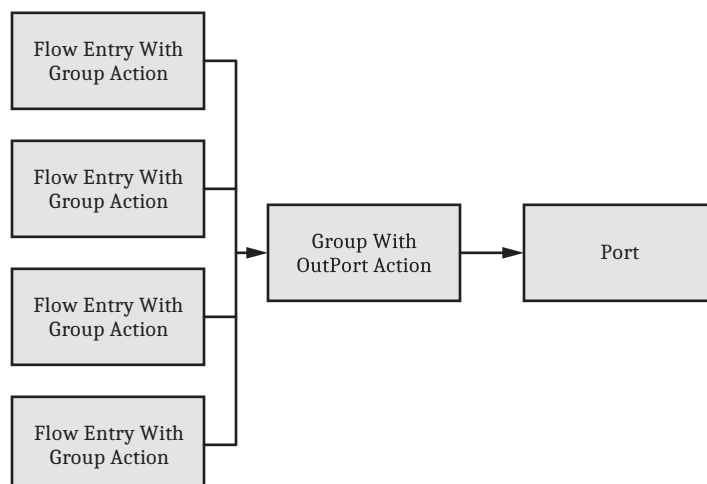 Flow Entry With
Group Action
Flow Entry With
Group Action
Group With
OutPort Action
Port
Flow Entry With
Group Action
Flow Entry With
Group Action